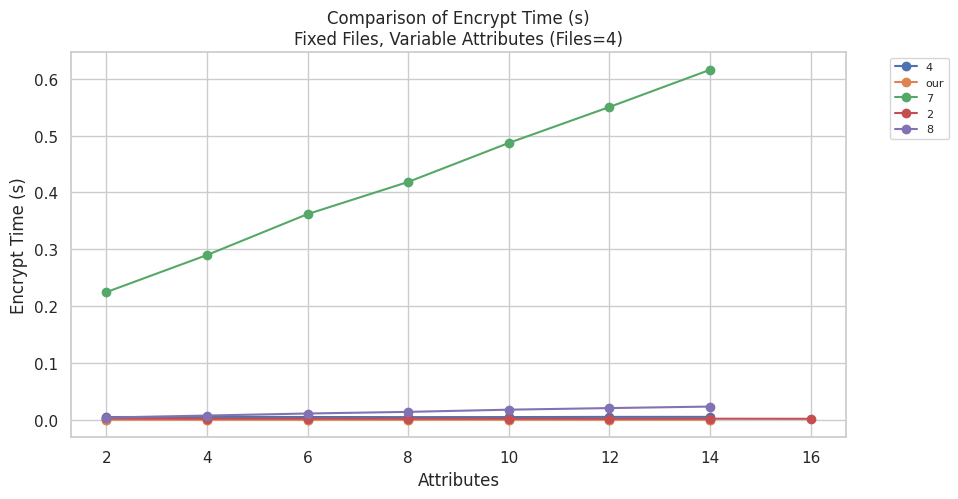 Comparison of Encrypt Time (s)
Fixed Files, Variable Attributes (Files=4)
Encrypt Time (s)
0.6
0.5
0.4
0.3
0.2
0.1
0.0
2 4 6 8 10 12 14 16
Attributes
4
our
7
2
8